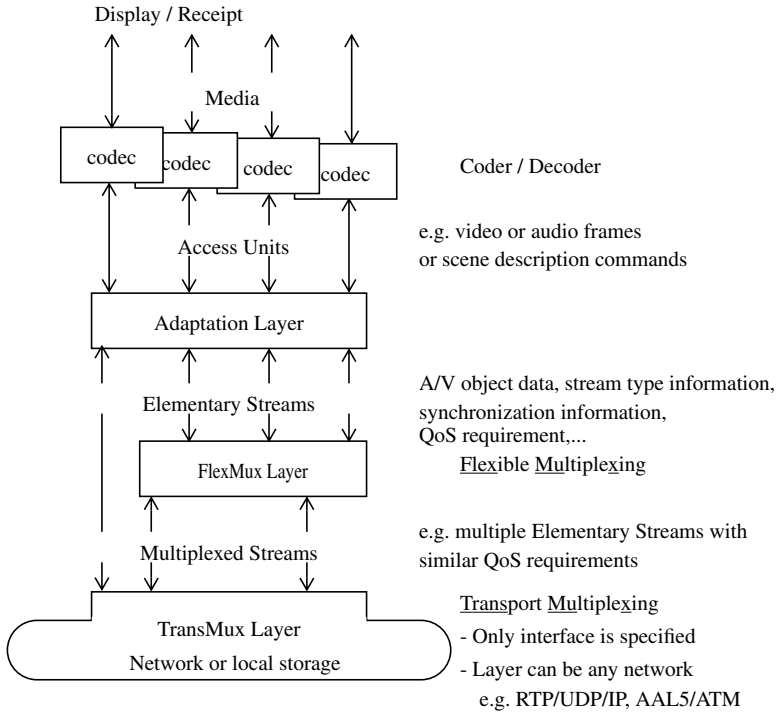 Display / Receipt
Media
codec
codec
codec
codec
Coder / Decoder
Access Units
e.g. video or audio frames
or scene description commands
Adaptation Layer
Elementary Streams
A/V object data, stream type information,
synchronization information,
QoS requirement,...
FlexMux Layer
Flexible Multiplexing
Multiplexed Streams
e.g. multiple Elementary Streams with
similar QoS requirements
TransMux Layer
Network or local storage
Transport Multiplexing
- Only interface is specified
- Layer can be any network
e.g. RTP/UDP/IP, AAL5/ATM